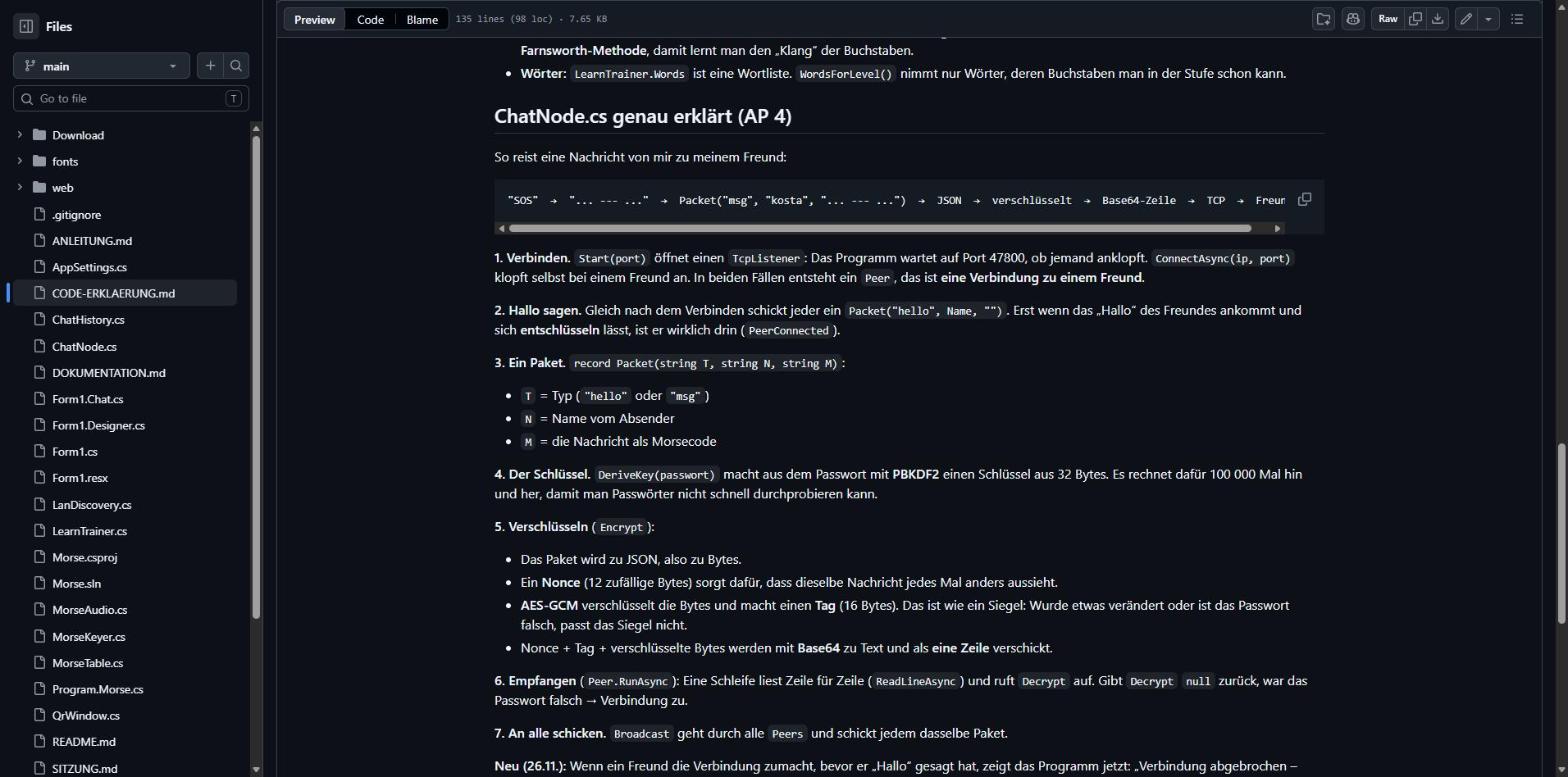 Files
main
Go to file
T
Download
fonts
web
.gitignore
ANLEITUNG.md
AppSettings.cs
CODE-ERKLAERUNG.md
ChatHistory.cs
ChatNode.cs
DOKUMENTATION.md
Form1.Chat.cs
Form1.Designer.cs
Form1.cs
Form1.resx
LanDiscovery.cs
LearnTrainer.cs
Morse.csproj
Morse.sln
MorseAudio.cs
MorseKeyer.cs
MorseTable.cs
Program.Morse.cs
QrWindow.cs
README.md
SITZUNG.md
Preview Code Blame 135 lines (98 loc) · 7.65 KB Raw
Farnsworth-Methode, damit lernt man den „Klang“ der Buchstaben.
• Wörter: LearnTrainer.Words ist eine Wortliste. WordsForLevel() nimmt nur Wörter, deren Buchstaben man in der Stufe schon kann.
ChatNode.cs genau erklärt (AP 4)
So reist eine Nachricht von mir zu meinem Freund:
"SOS" → "... --- ..." → Packet("msg", "kosta", "... --- ...") → JSON → verschlüsselt → Base64-Zeile → TCP → Freun
1. Verbinden. Start(port) öffnet einen TcpListener: Das Programm wartet auf Port 47800, ob jemand anklopft. ConnectAsync(ip, port)
klopft selbst bei einem Freund an. In beiden Fällen entsteht ein Peer, das ist eine Verbindung zu einem Freund.
2. Hallo sagen. Gleich nach dem Verbinden schickt jeder ein Packet("hello", Name, ""). Erst wenn das „Hallo“ des Freundes ankommt und
sich entschlüsseln lässt, ist er wirklich drin (PeerConnected).
3. Ein Paket. record Packet(string T, string N, string M):
• T = Typ ("hello" oder "msg")
• N = Name vom Absender
• M = die Nachricht als Morsecode
4. Der Schlüssel. DeriveKey(passwort) macht aus dem Passwort mit PBKDF2 einen Schlüssel aus 32 Bytes. Es rechnet dafür 100 000 Mal hin
und her, damit man Passwörter nicht schnell durchprobieren kann.
5. Verschlüsseln (Encrypt):
• Das Paket wird zu JSON, also zu Bytes.
• Ein Nonce (12 zufällige Bytes) sorgt dafür, dass dieselbe Nachricht jedes Mal anders aussieht.
• AES-GCM verschlüsselt die Bytes und macht einen Tag (16 Bytes). Das ist wie ein Siegel: Wurde etwas verändert oder ist das Passwort
falsch, passt das Siegel nicht.
• Nonce + Tag + verschlüsselte Bytes werden mit Base64 zu Text und als eine Zeile verschickt.
6. Empfangen (Peer.RunAsync): Eine Schleife liest Zeile für Zeile (ReadLineAsync) und ruft Decrypt auf. Gibt Decrypt null zurück, war das
Passwort falsch → Verbindung zu.
7. An alle schicken. Broadcast geht durch alle Peers und schickt jedem dasselbe Paket.
Neu (26.11.): Wenn ein Freund die Verbindung zumacht, bevor er „Hallo“ gesagt hat, zeigt das Programm jetzt: „Verbindung abgebrochen –